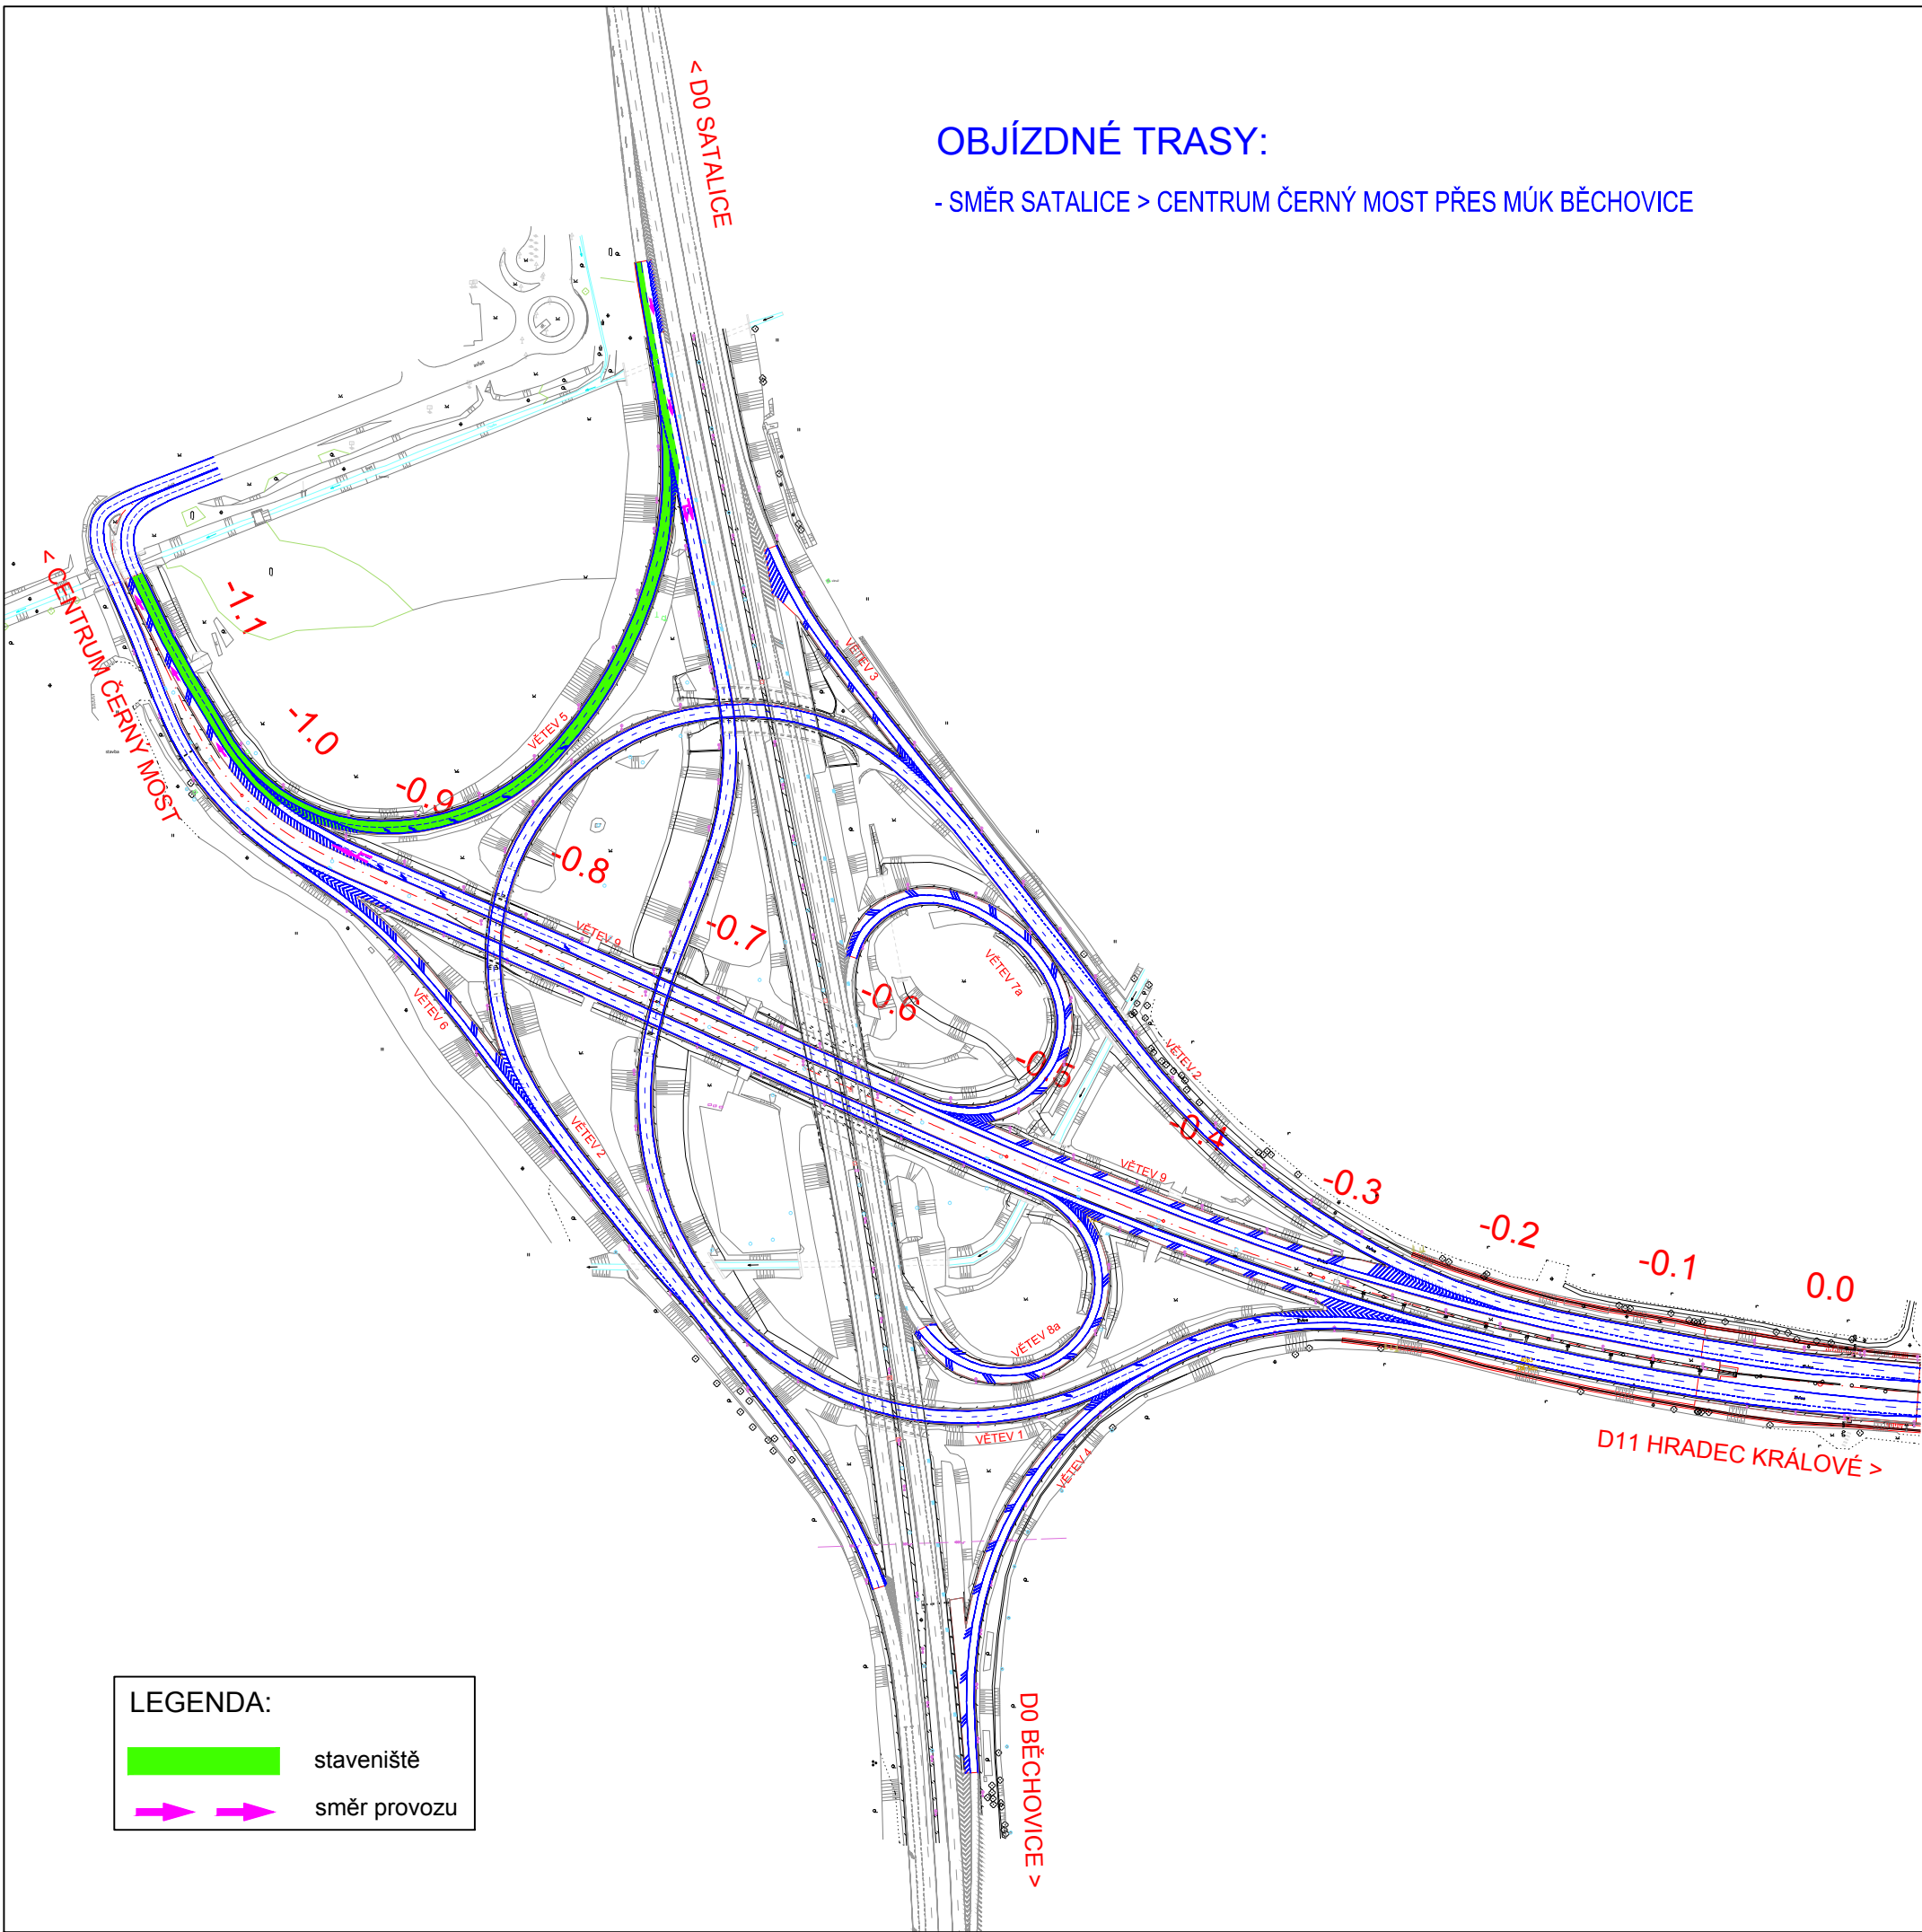 < D0 SATALICE
OBJÍZDNÉ TRASY:
- SMĚR SATALICE > CENTRUM ČERNÝ MOST PŘES MÚK BĚCHOVICE
< CENTRUM ČERNÝ MOST
-1.1
-1.0
-0.9
-0.8
-0.7
-0.6
-0.5
-0.4
-0.3
-0.2
-0.1
0.0
VĚTEV 3
VĚTEV 5
VĚTEV 9
VĚTEV 7a
VĚTEV 6
VĚTEV 2
VĚTEV 2
VĚTEV 9
VĚTEV 8a
VĚTEV 1
VĚTEV 4
D11 HRADEC KRÁLOVÉ >
D0 BĚCHOVICE >
LEGENDA:
staveniště
směr provozu